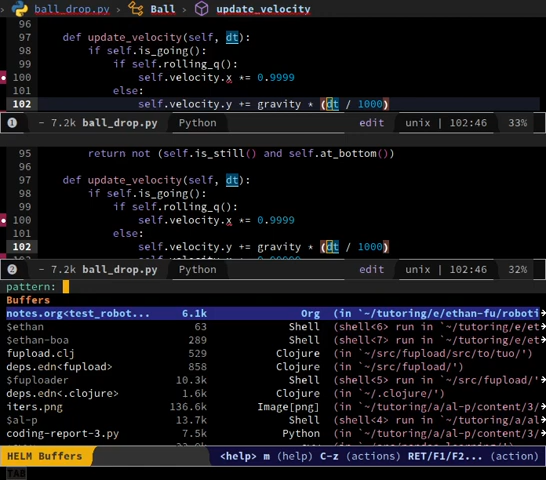 ball_drop.py › Ball › update_velocity
96
97 def update_velocity(self, dt):
98 if self.is_going():
99 if self.rolling_q():
100 self.velocity.x *= 0.9999
101 else:
102 self.velocity.y += gravity * (dt / 1000)
1 - 7.2k ball_drop.py Python edit unix | 102:46 33%
95 return not (self.is_still() and self.at_bottom())
96
97 def update_velocity(self, dt):
98 if self.is_going():
99 if self.rolling_q():
100 self.velocity.x *= 0.9999
101 else:
102 self.velocity.y += gravity * (dt / 1000)
2 - 7.2k ball_drop.py Python edit unix | 102:46 32%
pattern:
Buffers
notes.org<test_robot... 6.1k Org (in `~/tutoring/e/ethan-fu/roboti
$ethan 63 Shell (shell<6> run in `~/tutoring/e/et
$ethan-boa 289 Shell (shell<7> run in `~/tutoring/e/et
fupload.clj 529 Clojure (in `~/src/fupload/src/to/tuo/')
deps.edn<fupload> 858 Clojure (in `~/src/fupload/')
$fuploader 10.3k Shell (shell<5> run in `~/src/fupload/'
deps.edn<.clojure> 1.6k Clojure (in `~/.clojure/')
iters.png 136.6k Image[png] (in `~/tutoring/a/al-p/content/3/
$al-p 13.7k Shell (shell<4> run in `~/tutoring/a/al
coding-report-3.py 7.5k Python (in `~/tutoring/a/al-p/content/3/
HELM Buffers <help> m (help) C-z (actions) RET/F1/F2... (action)
TAB